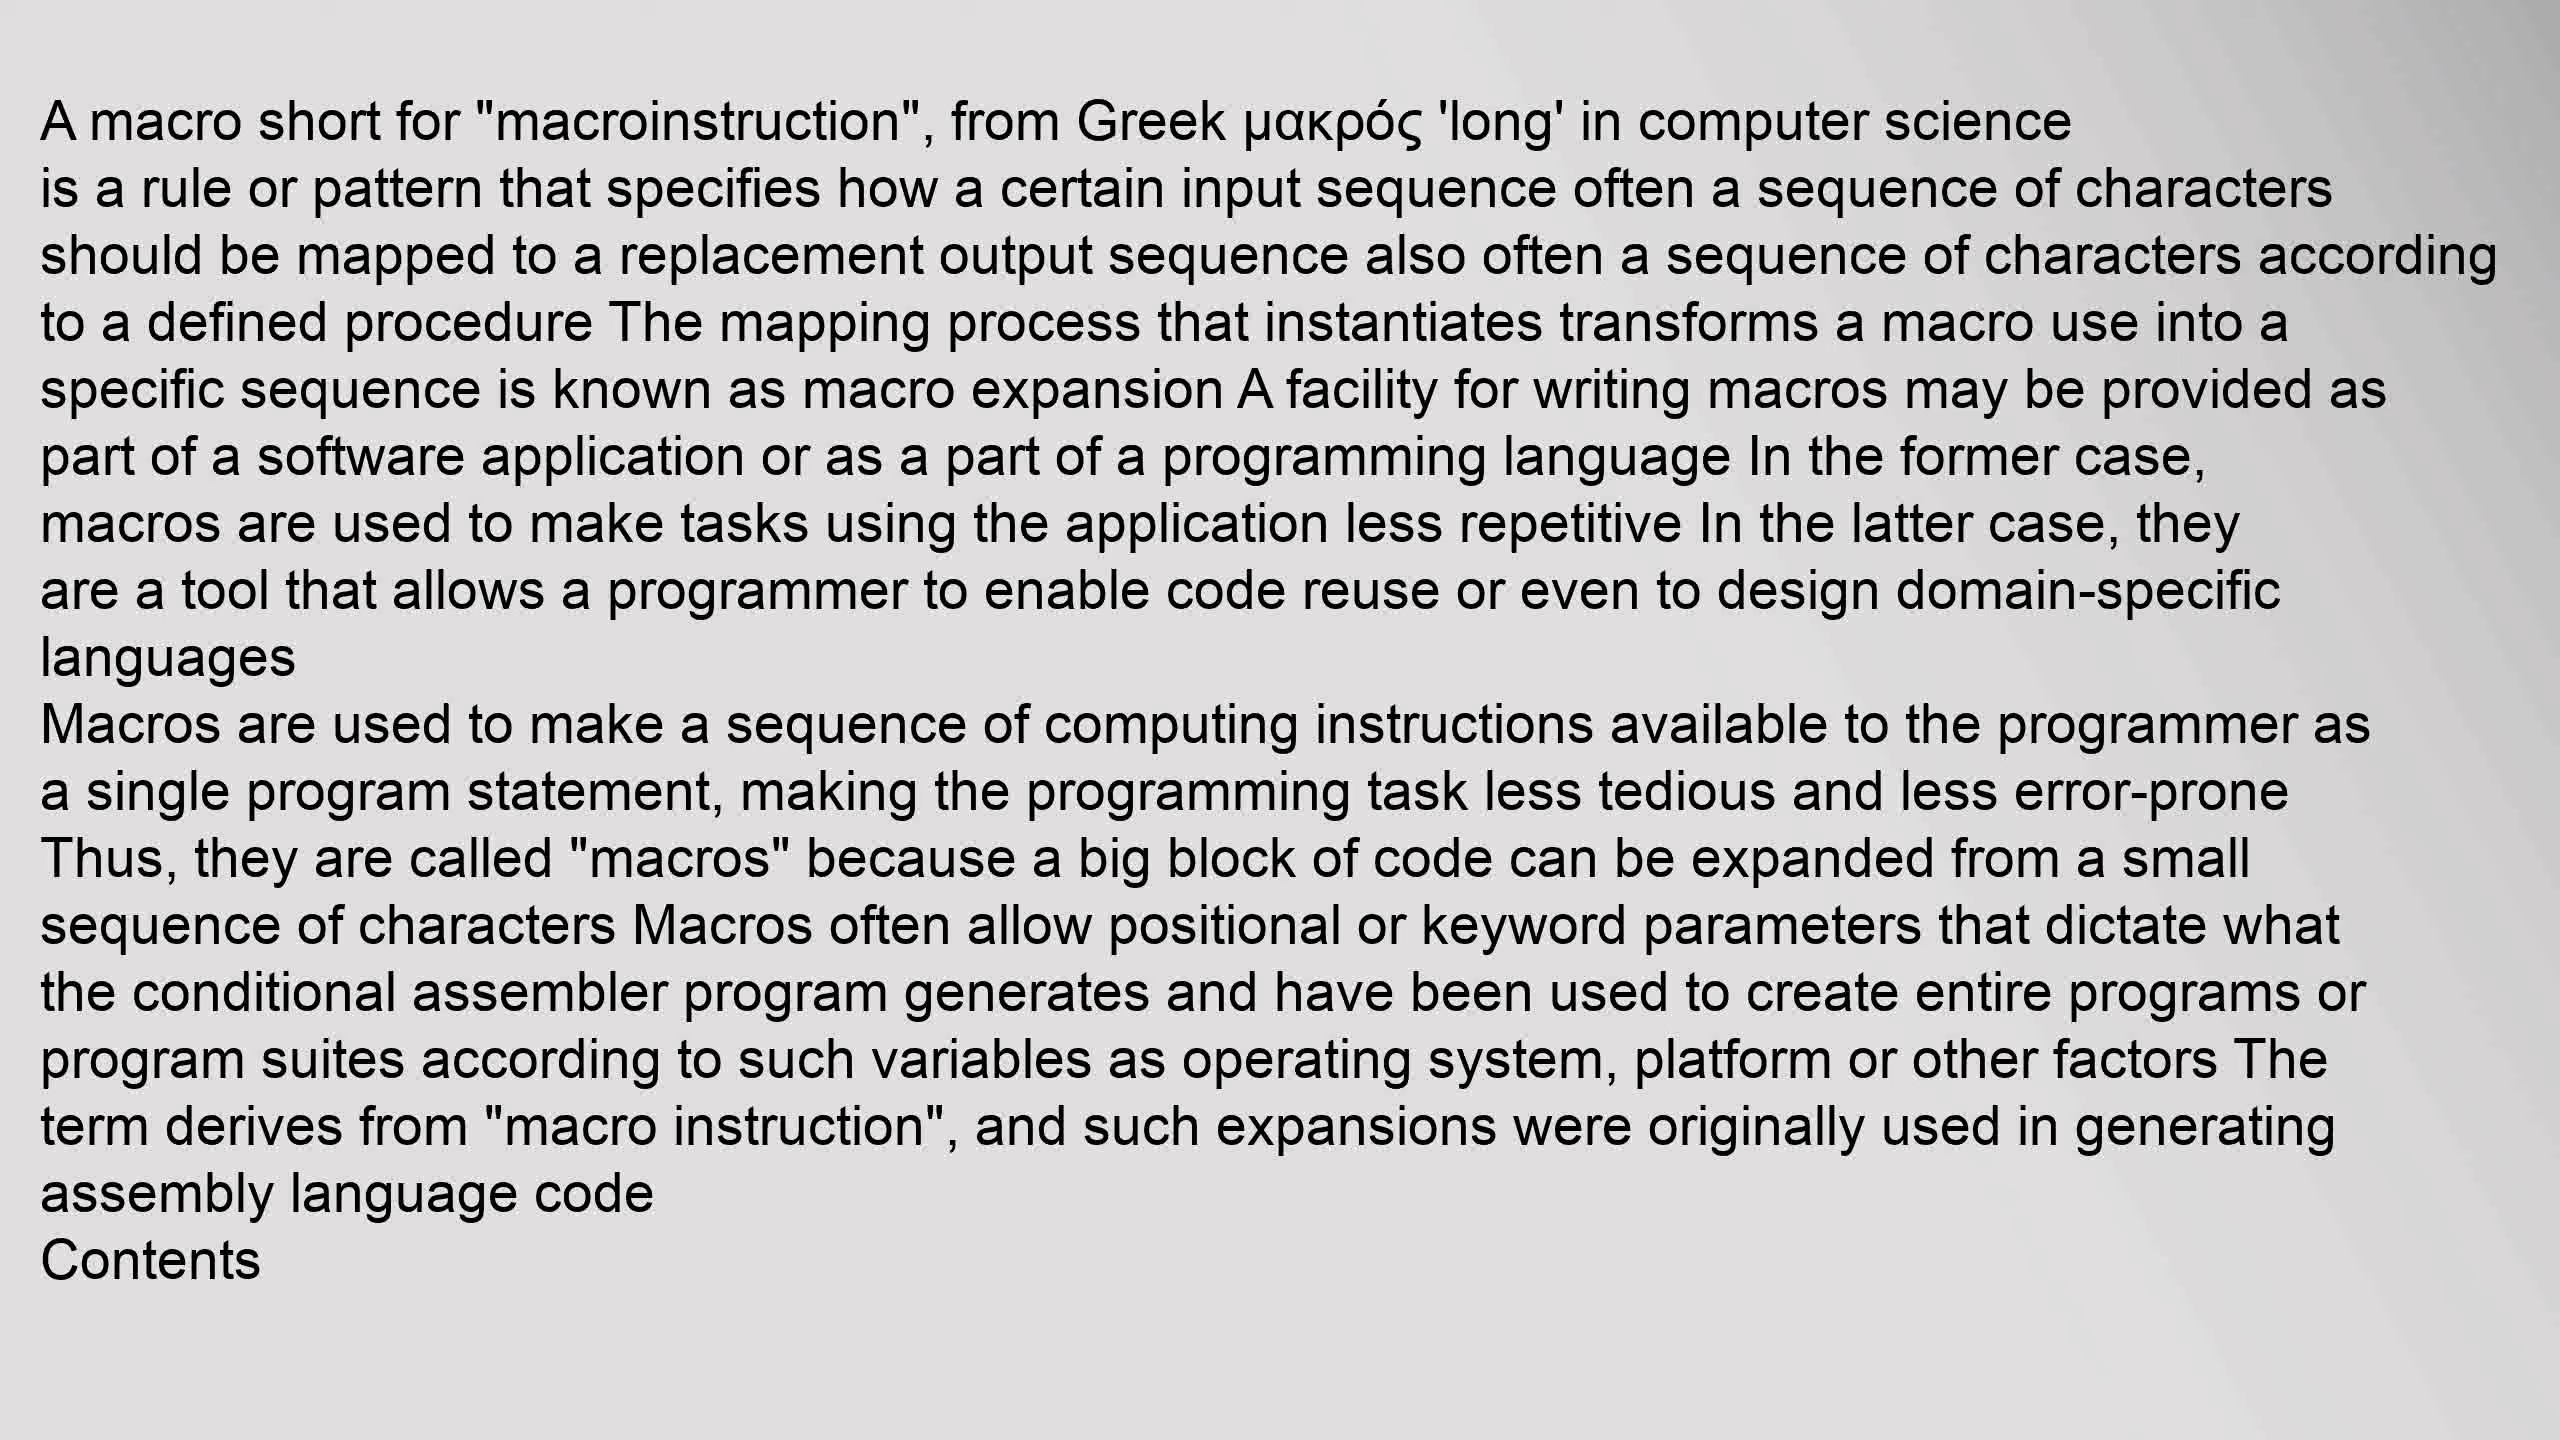 A macro short for "macroinstruction", from Greek μακρός 'long' in computer science
is a rule or pattern that specifies how a certain input sequence often a sequence of characters
should be mapped to a replacement output sequence also often a sequence of characters according
to a defined procedure The mapping process that instantiates transforms a macro use into a
specific sequence is known as macro expansion A facility for writing macros may be provided as
part of a software application or as a part of a programming language In the former case,
macros are used to make tasks using the application less repetitive In the latter case, they
are a tool that allows a programmer to enable code reuse or even to design domain-specific
languages
Macros are used to make a sequence of computing instructions available to the programmer as
a single program statement, making the programming task less tedious and less error-prone
Thus, they are called "macros" because a big block of code can be expanded from a small
sequence of characters Macros often allow positional or keyword parameters that dictate what
the conditional assembler program generates and have been used to create entire programs or
program suites according to such variables as operating system, platform or other factors The
term derives from "macro instruction", and such expansions were originally used in generating
assembly language code
Contents